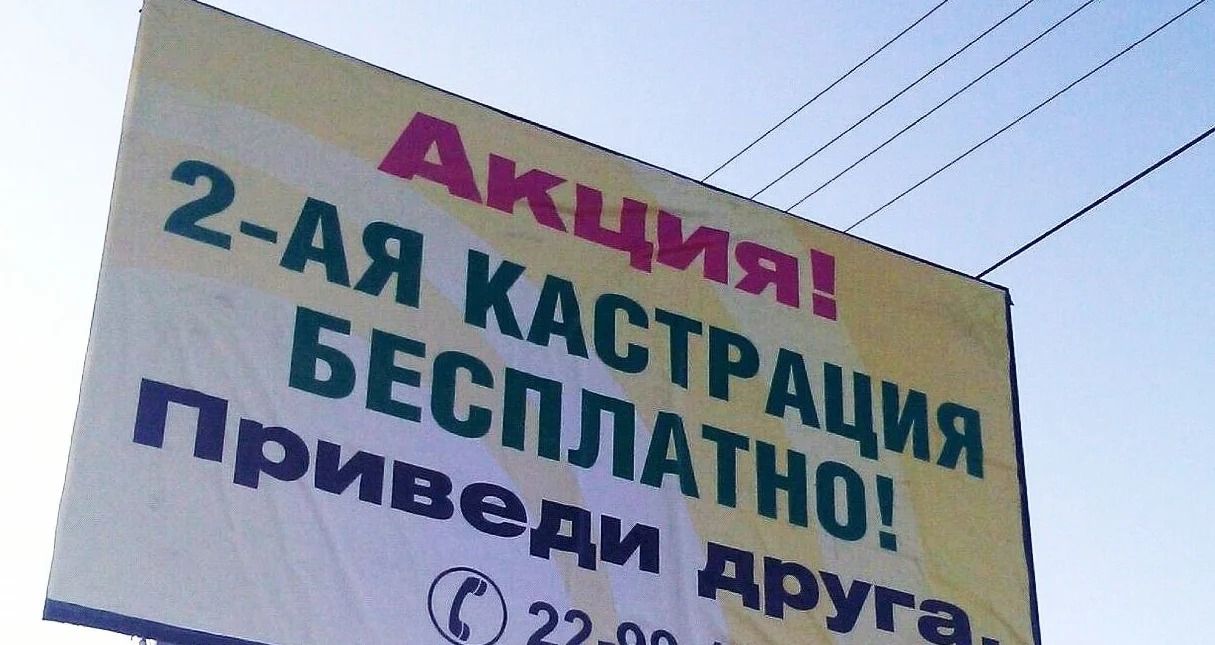 Акция!
2-АЯ КАСТРАЦИЯ
БЕСПЛАТНО!
Приведи друга.